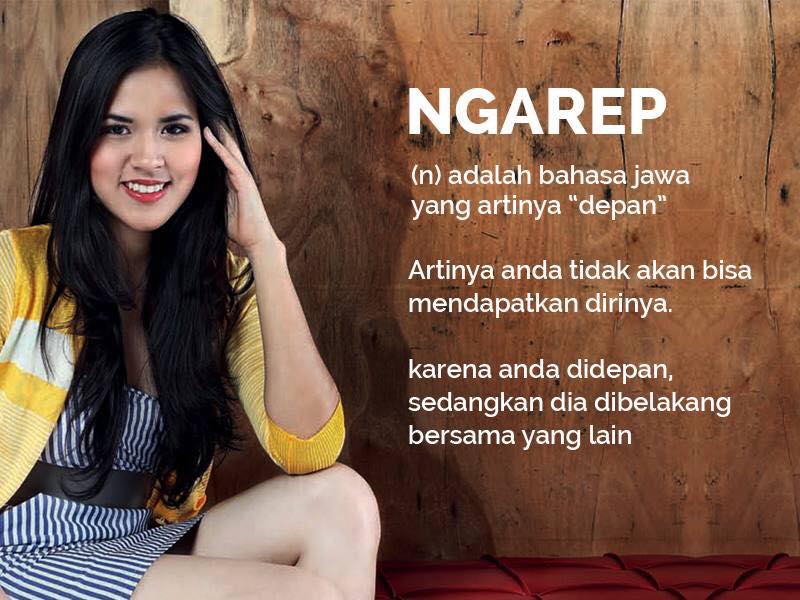 NGAREP
(n) adalah bahasa jawa
yang artinya “depan”
Artinya anda tidak akan bisa
mendapatkan dirinya.
karena anda didepan,
sedangkan dia dibelakang
bersama yang lain